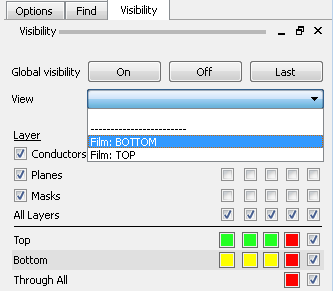 Options Find Visibility
Visibility
Global visibility On Off Last
View
------------------------
Film: BOTTOM
Film: TOP
Layer
Conductors
Planes
Masks
All Layers
Top
Bottom
Through All